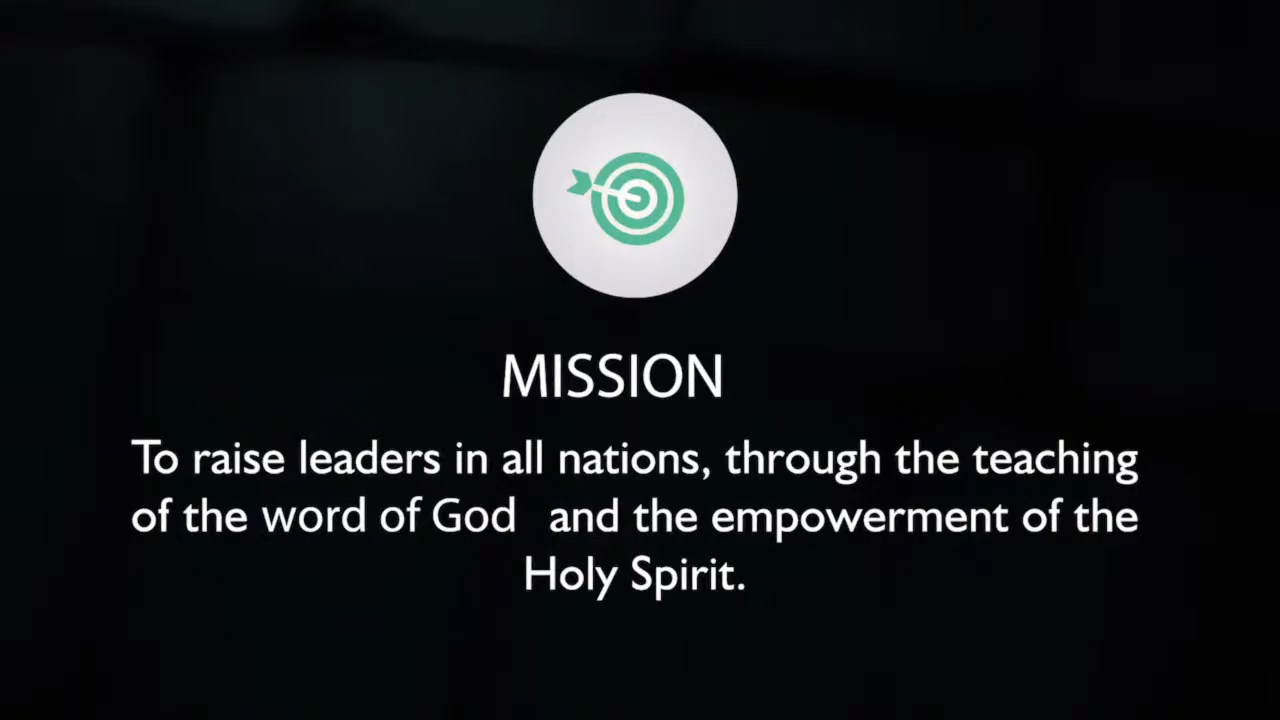 MISSION
To raise leaders in all nations, through the teaching
of the word of God and the empowerment of the
Holy Spirit.